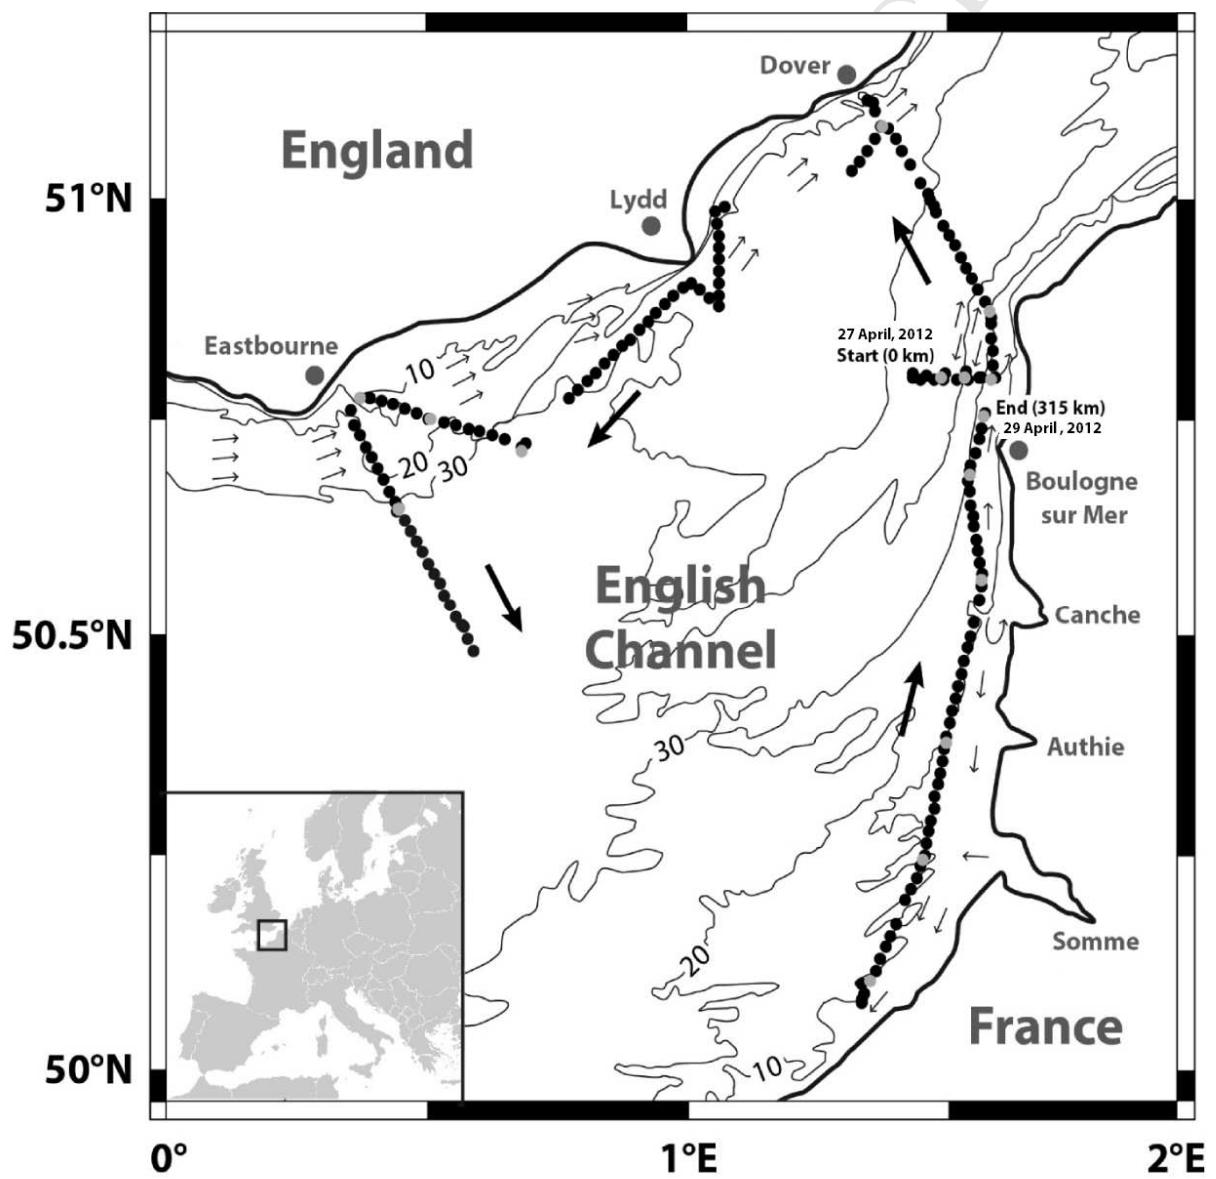 Dover
England
51°N
Lydd
27 April, 2012
Start (0 km)
Eastbourne
10
End (315 km)
29 April, 2012
20
30
Boulogne
sur Mer
English
Channel
Canche
50.5°N
30
Authie
20
Somme
France
50°N
10
0°
1°E
2°E